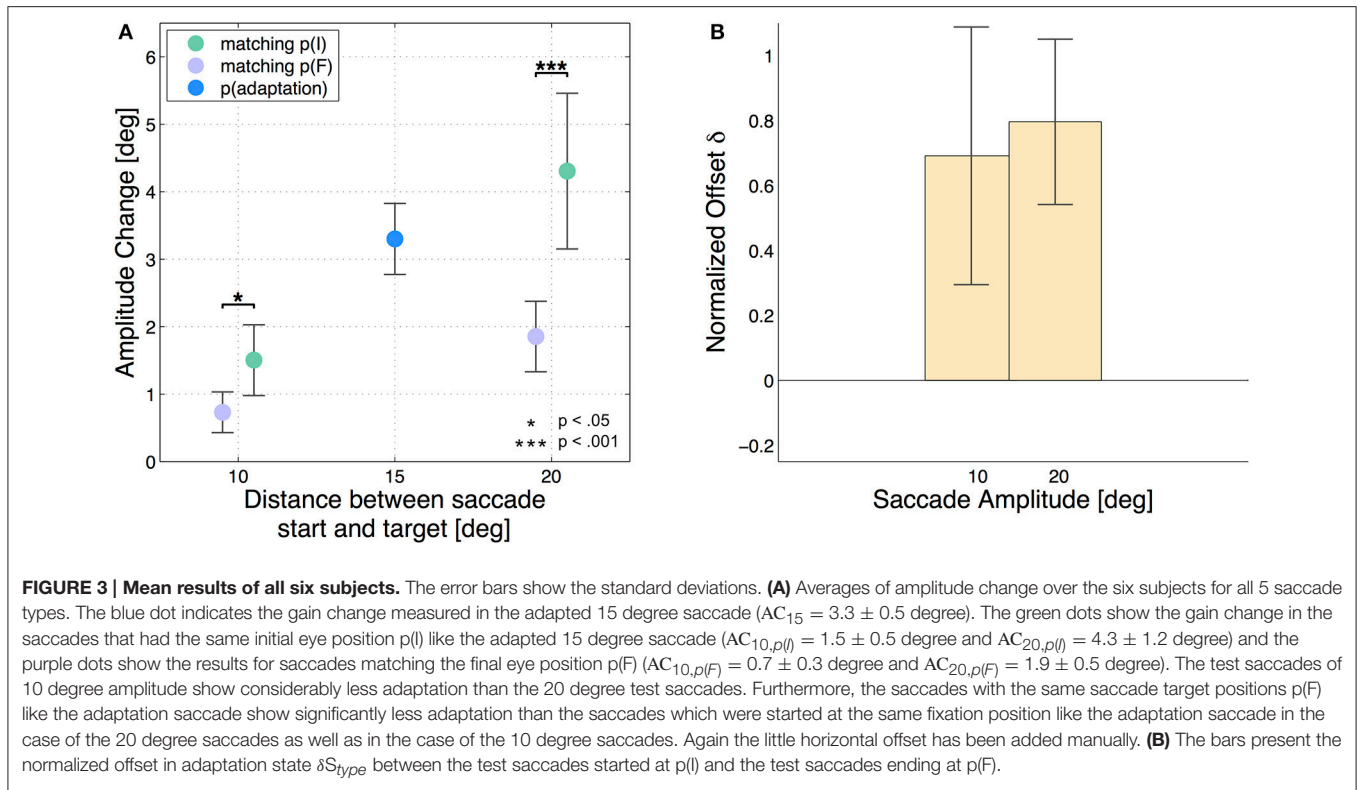 A
matching p(I)
matching p(F)
p(adaptation)
***
*
6
5
4
3
2
1
0
Amplitude Change [deg]
* p < .05
*** p < .001
10 15 20
Distance between saccade
start and target [deg]
B
1
0.8
0.6
0.4
0.2
0
−0.2
Normalized Offset δ
10 20
Saccade Amplitude [deg]
FIGURE 3 | Mean results of all six subjects. The error bars show the standard deviations. (A) Averages of amplitude change over the six subjects for all 5 saccade
types. The blue dot indicates the gain change measured in the adapted 15 degree saccade (AC15 = 3.3 ± 0.5 degree). The green dots show the gain change in the
saccades that had the same initial eye position p(I) like the adapted 15 degree saccade (AC10,p(I) = 1.5 ± 0.5 degree and AC20,p(I) = 4.3 ± 1.2 degree) and the
purple dots show the results for saccades matching the final eye position p(F) (AC10,p(F) = 0.7 ± 0.3 degree and AC20,p(F) = 1.9 ± 0.5 degree). The test saccades of
10 degree amplitude show considerably less adaptation than the 20 degree test saccades. Furthermore, the saccades with the same saccade target positions p(F)
like the adaptation saccade show significantly less adaptation than the saccades which were started at the same fixation position like the adaptation saccade in the
case of the 20 degree saccades as well as in the case of the 10 degree saccades. Again the little horizontal offset has been added manually. (B) The bars present the
normalized offset in adaptation state δStype between the test saccades started at p(I) and the test saccades ending at p(F).